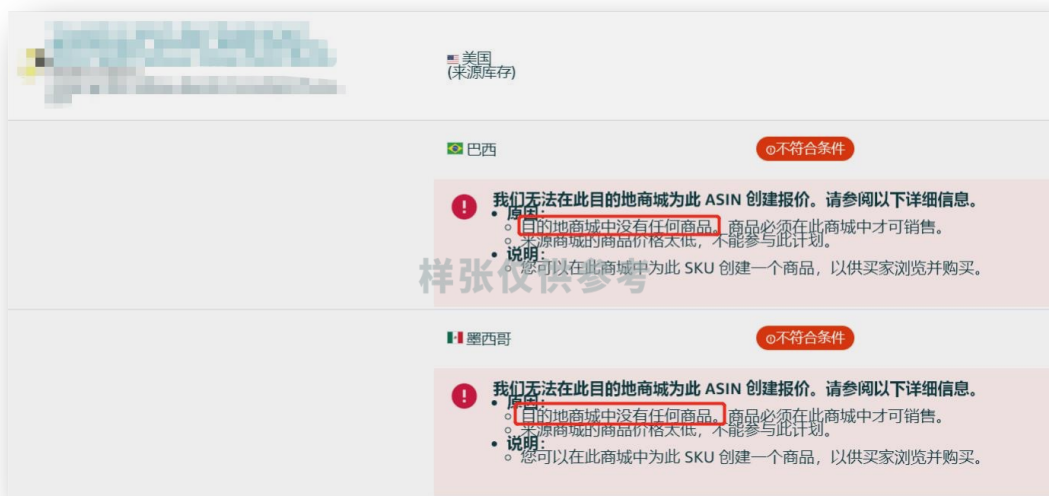 美国
(来源库存)
巴西
不符合条件
我们无法在此目的地商城为此 ASIN 创建报价。请参阅以下详细信息。
• 原因:
目的地商城中没有任何商品。商品必须在此商城中才可销售。
来源商城的商品价格太低，不能参与此计划。
• 说明:
您可以在此商城中为此 SKU 创建一个商品，以供买家浏览并购买。
样张仅供参考
墨西哥
不符合条件
我们无法在此目的地商城为此 ASIN 创建报价。请参阅以下详细信息。
• 原因:
目的地商城中没有任何商品。商品必须在此商城中才可销售。
来源商城的商品价格太低，不能参与此计划。
• 说明:
您可以在此商城中为此 SKU 创建一个商品，以供买家浏览并购买。